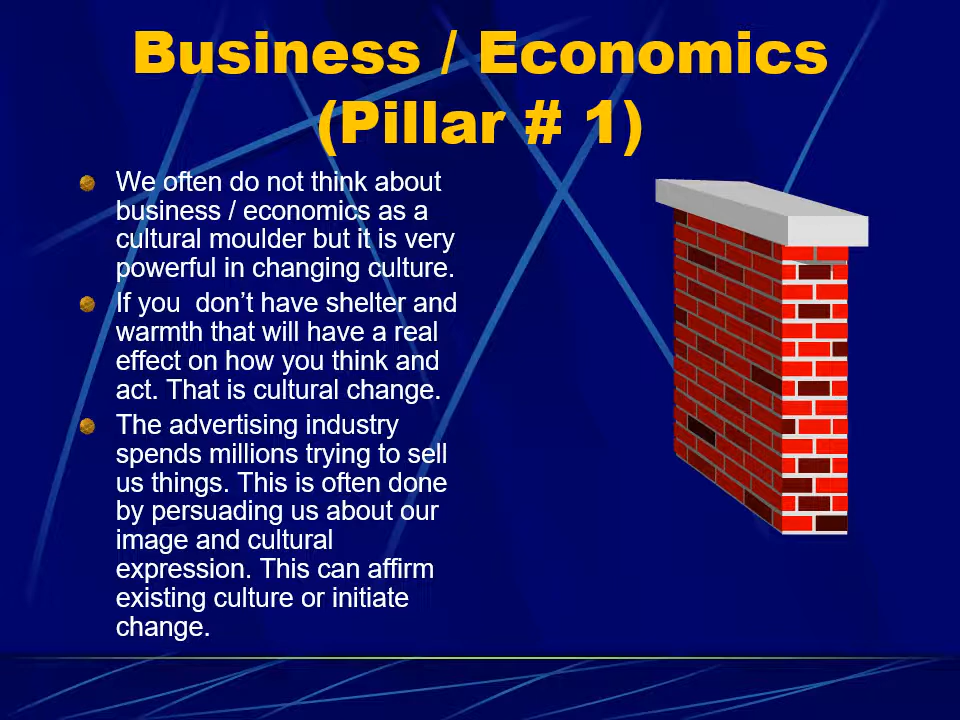 Business / Economics
(Pillar # 1)
We often do not think about
business / economics as a
cultural moulder but it is very
powerful in changing culture.
If you  don’t have shelter and
warmth that will have a real
effect on how you think and
act. That is cultural change.
The advertising industry
spends millions trying to sell
us things. This is often done
by persuading us about our
image and cultural
expression. This can affirm
existing culture or initiate
change.